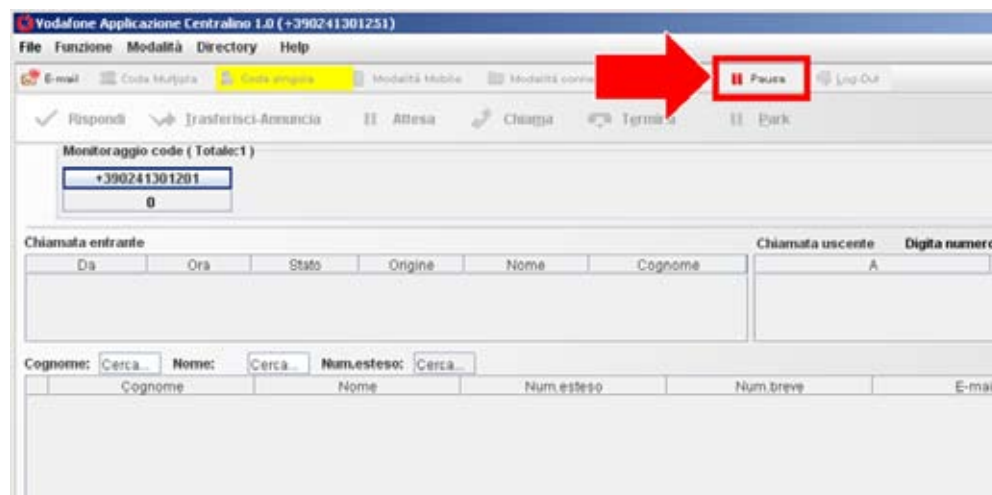 Vodafone Applicazione Centralino 1.0 (+390241301251)
File Funzione Modalità Directory Help
E-mail Coda Multipla Coda singola Modalità Mobile Modalità Pausa Log Out
Rispondi Trasferisci-Annuncia Attesa Chiama Termina Park
Monitoraggio code ( Totale:1 )
+390241301201
0
Chiamata entrante Chiamata uscente Digita numero
Da Ora Stato Origine Nome Cognome A
Cognome: Cerca... Nome: Cerca... Num.esteso: Cerca...
Cognome Nome Num.esteso Num.breve E-mai